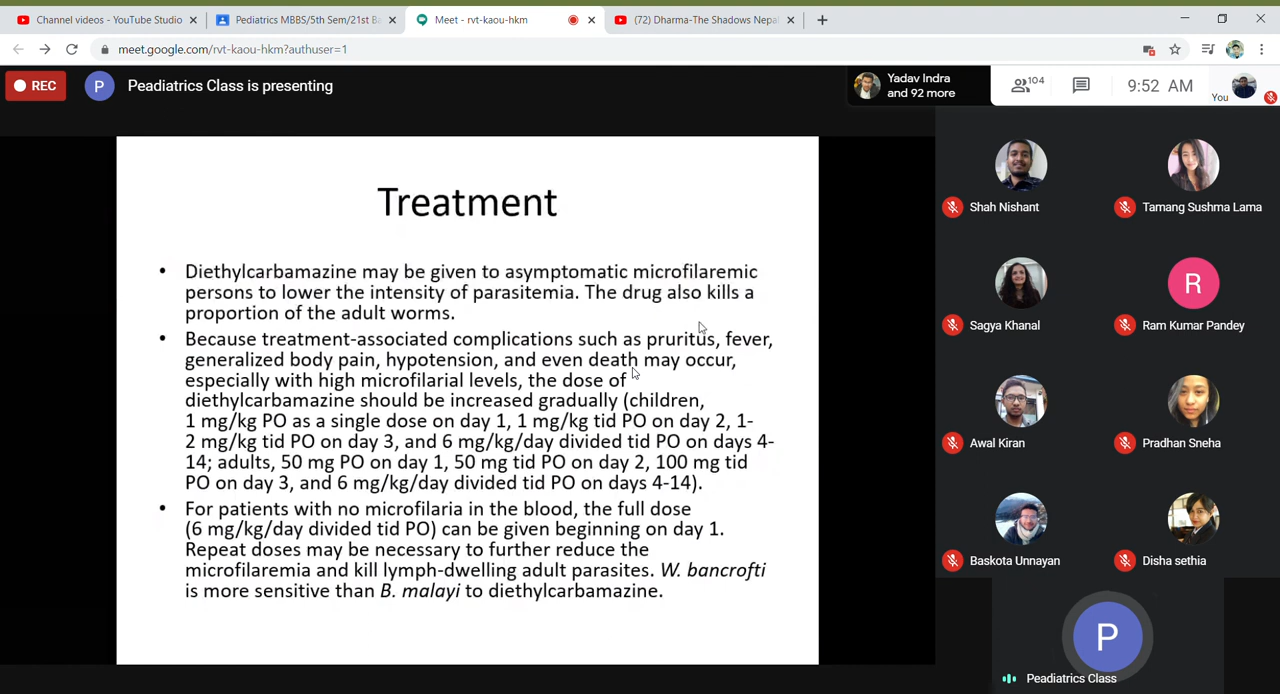 Channel videos - YouTube Studio
Pediatrics MBBS/5th Sem/21st Ba
Meet - rvt-kaou-hkm
(72) Dharma-The Shadows Nepal
meet.google.com/rvt-kaou-hkm?authuser=1
REC
P
Peadiatrics Class is presenting
Yadav Indra
and 92 more
104
9:52 AM
You
Treatment
• Diethylcarbamazine may be given to asymptomatic microfilaremic
persons to lower the intensity of parasitemia. The drug also kills a
proportion of the adult worms.
• Because treatment-associated complications such as pruritus, fever,
generalized body pain, hypotension, and even death may occur,
especially with high microfilarial levels, the dose of
diethylcarbamazine should be increased gradually (children,
1 mg/kg PO as a single dose on day 1, 1 mg/kg tid PO on day 2, 1-
2 mg/kg tid PO on day 3, and 6 mg/kg/day divided tid PO on days 4-
14; adults, 50 mg PO on day 1, 50 mg tid PO on day 2, 100 mg tid
PO on day 3, and 6 mg/kg/day divided tid PO on days 4-14).
• For patients with no microfilaria in the blood, the full dose
(6 mg/kg/day divided tid PO) can be given beginning on day 1.
Repeat doses may be necessary to further reduce the
microfilaremia and kill lymph-dwelling adult parasites. W. bancrofti
is more sensitive than B. malayi to diethylcarbamazine.
Shah Nishant
Tamang Sushma Lama
R
Sagya Khanal
Ram Kumar Pandey
Awal Kiran
Pradhan Sneha
Baskota Unnayan
Disha sethia
P
Peadiatrics Class